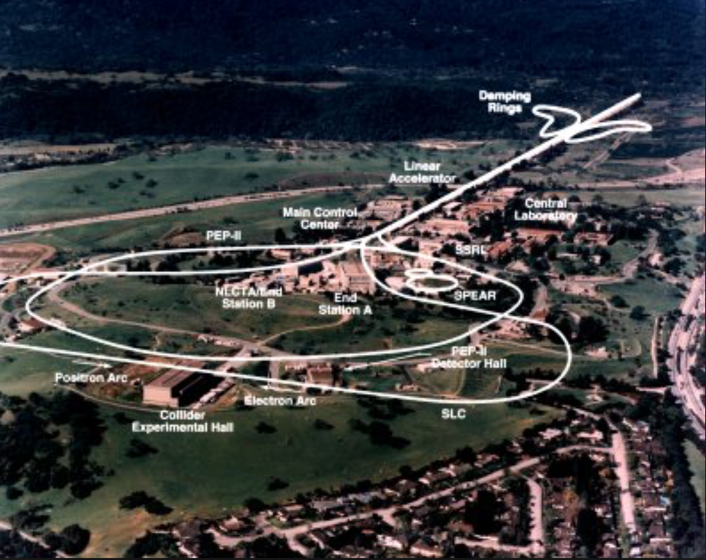 Damping
Rings
Linear
Accelerator
Central
Laboratory
Main Control
Center
PEP-II
SSRL
NLCTA/End
Station B
End
Station A
SPEAR
PEP-II
Detector Hall
Positron Arc
Electron Arc
SLC
Collider
Experimental Hall